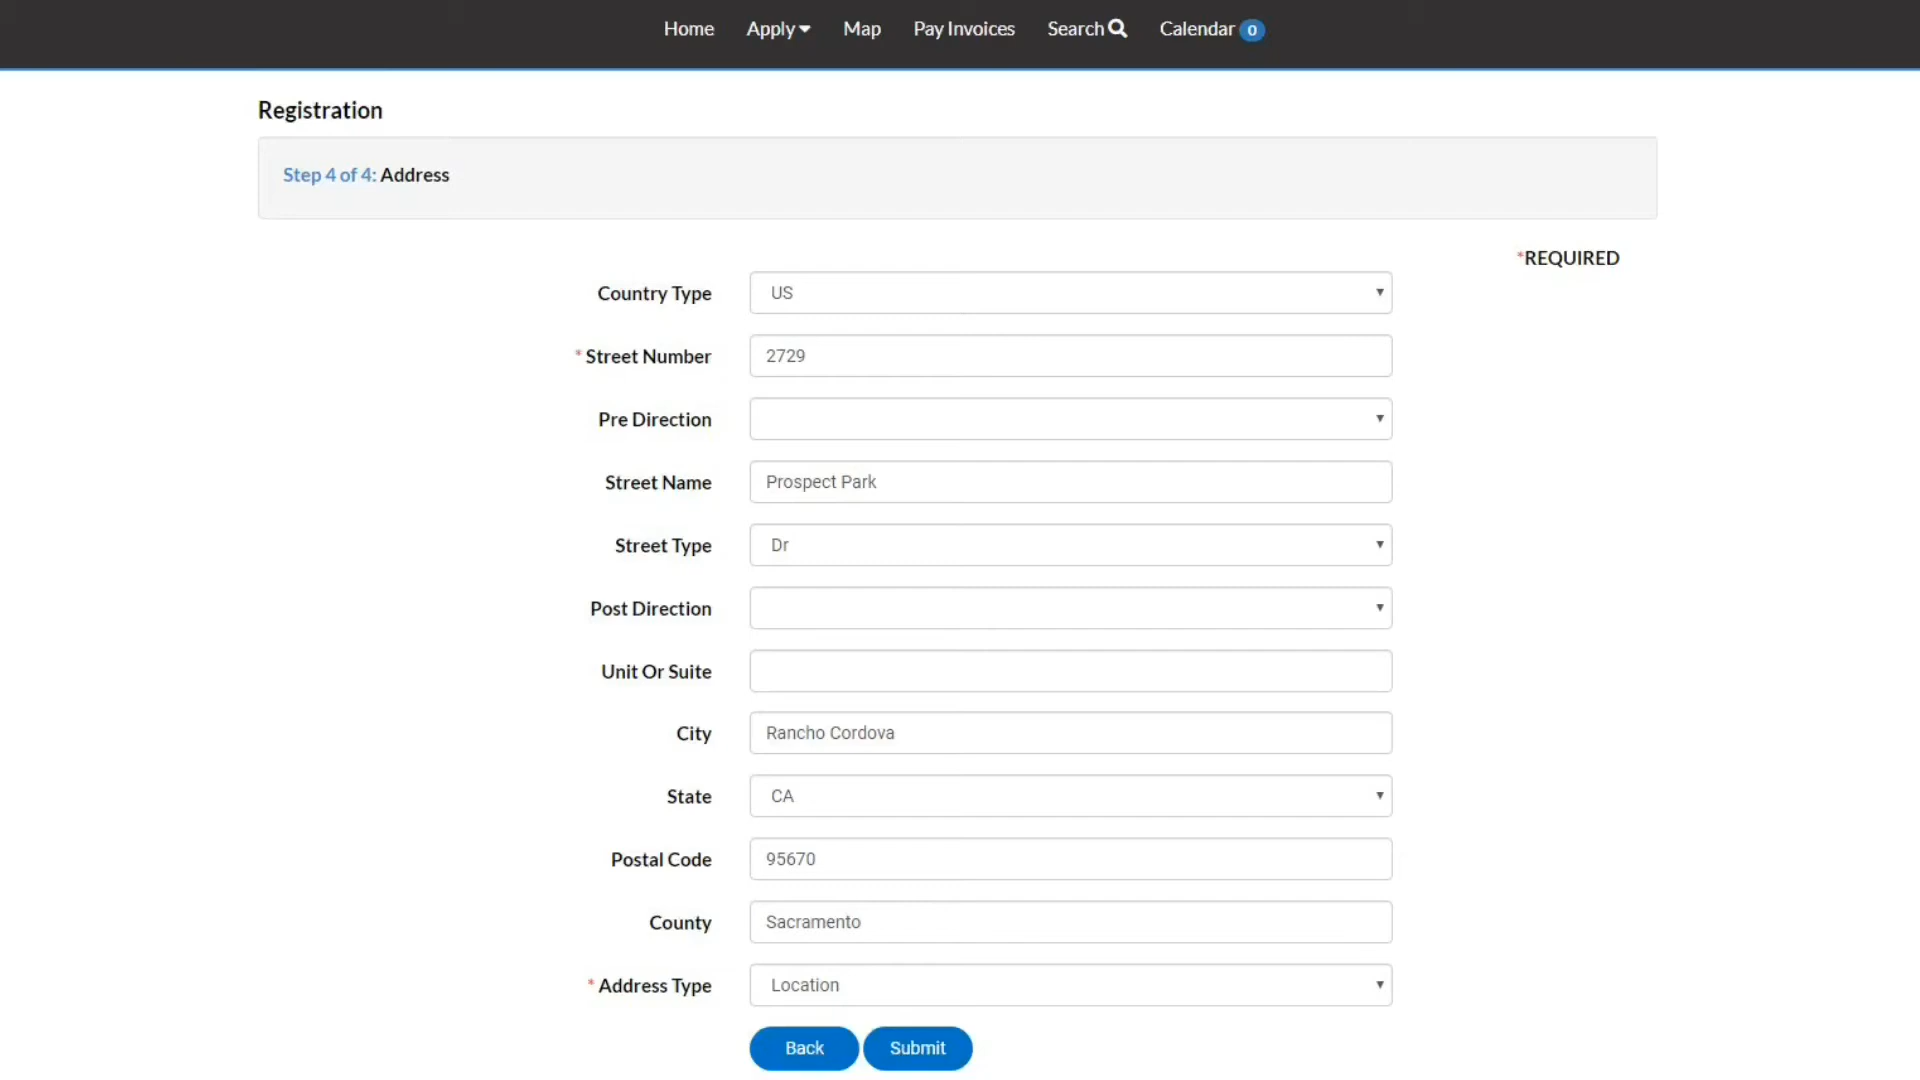 Home Apply Map Pay Invoices Search Calendar 0
Registration
Step 4 of 4: Address
*REQUIRED
Country Type US
* Street Number 2729
Pre Direction
Street Name Prospect Park
Street Type Dr
Post Direction
Unit Or Suite
City Rancho Cordova
State CA
Postal Code 95670
County Sacramento
* Address Type Location
Back Submit